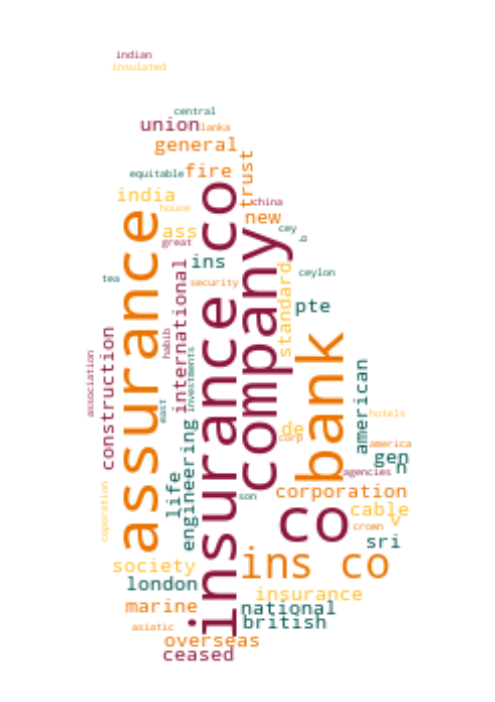 indian
insulated
central
union
lanka
general
equitable
fire
trust
india
house
china
ass
new
great
cey
insurance co
assurance
company
ins
tea
security
ceylon
international
standard
pte
habib
construction
association
investments
bank
american
east
de
hotels
corp
america
gen
n
agencies
life
engineering
son
corporation
coporation
co
cable
v
crown
sri
ins co
society
london
insurance
marine
national
british
asiatic
overseas
ceased